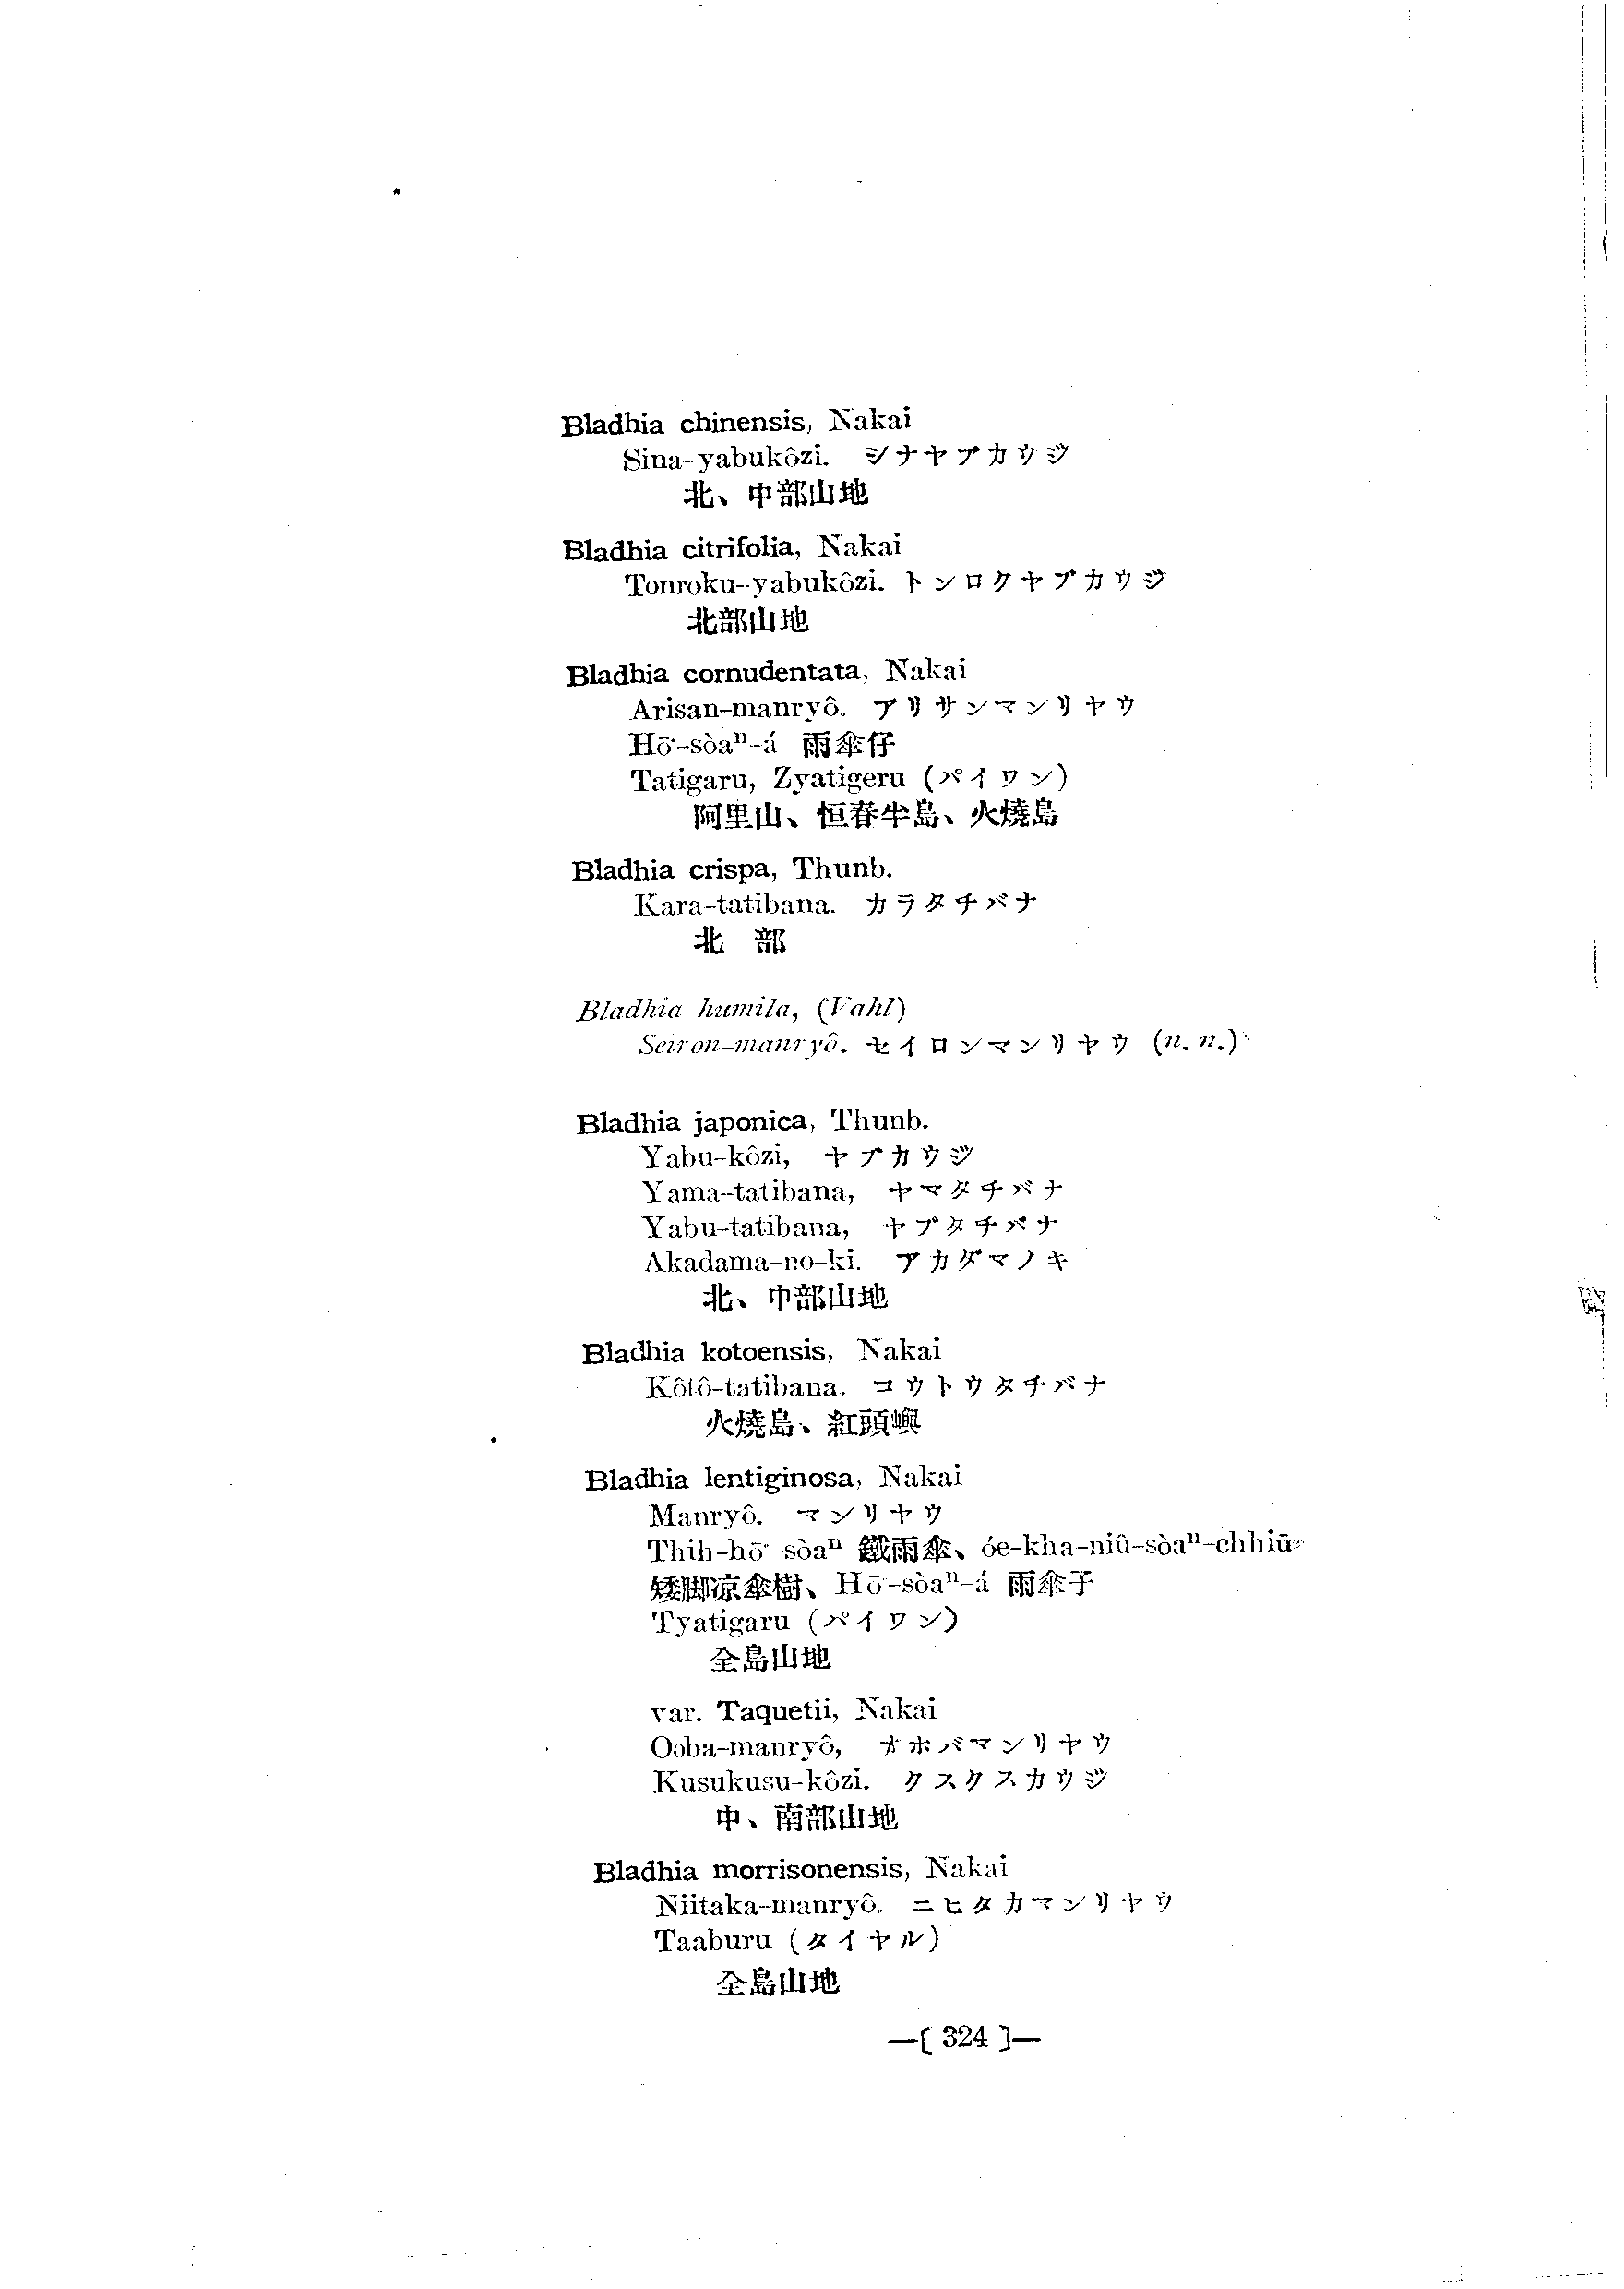 Bladhia chinensis, Nakai
Sina-yabukôzi. シナヤブカウジ
北、中部山地
Bladhia citrifolia, Nakai
Tonroku-yabukôzi. トンロクヤブカウジ
北部山地
Bladhia cornudentata, Nakai
Arisan-manryô. アリサンマンリヤウ
Hō͘-sòaⁿ-á 雨傘仔
Tatigaru, Zyatigeru (パイワン)
阿里山、恒春半島、火燒島
Bladhia crispa, Thunb.
Kara-tatibana. カラタチバナ
北 部
Bladhia humila, (Vahl)
Seiron-manryô. セイロンマンリヤウ (n. n.)
Bladhia japonica, Thunb.
Yabu-kôzi, ヤブカウジ
Yama-tatibana, ヤマタチバナ
Yabu-tatibana, ヤブタチバナ
Akadama-no-ki. アカダマノキ
北、中部山地
Bladhia kotoensis, Nakai
Kôtô-tatibana. コウトウタチバナ
火燒島、紅頭嶼
Bladhia lentiginosa, Nakai
Manryô. マンリヤウ
Thih-hō͘-sòaⁿ 鐵雨傘、óe-kha-niû-sòaⁿ-chhiū
矮脚凉傘樹、Hō͘-sòaⁿ-á 雨傘子
Tyatigaru (パイワン)
全島山地
var. Taquetii, Nakai
Ooba-manryô, オホバマンリヤウ
Kusukusu-kôzi. クスクスカウジ
中、南部山地
Bladhia morrisonensis, Nakai
Niitaka-manryô. ニヒタカマンリヤウ
Taaburu (タイヤル)
全島山地
—[ 324 ]—